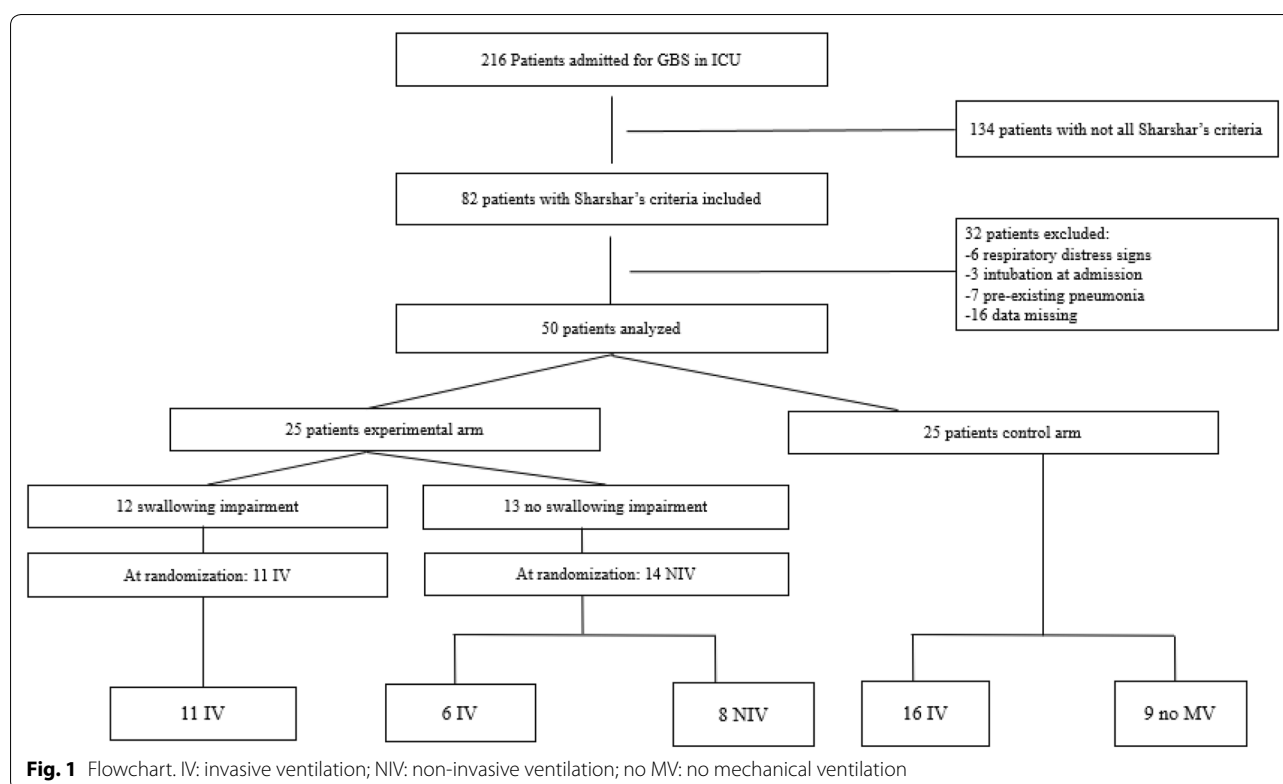 216 Patients admitted for GBS in ICU
134 patients with not all Sharshar's criteria
82 patients with Sharshar's criteria included
32 patients excluded:
-6 respiratory distress signs
-3 intubation at admission
-7 pre-existing pneumonia
-16 data missing
50 patients analyzed
25 patients experimental arm
25 patients control arm
12 swallowing impairment
13 no swallowing impairment
At randomization: 11 IV
At randomization: 14 NIV
11 IV
6 IV
8 NIV
16 IV
9 no MV
Fig. 1 Flowchart. IV: invasive ventilation; NIV: non-invasive ventilation; no MV: no mechanical ventilation